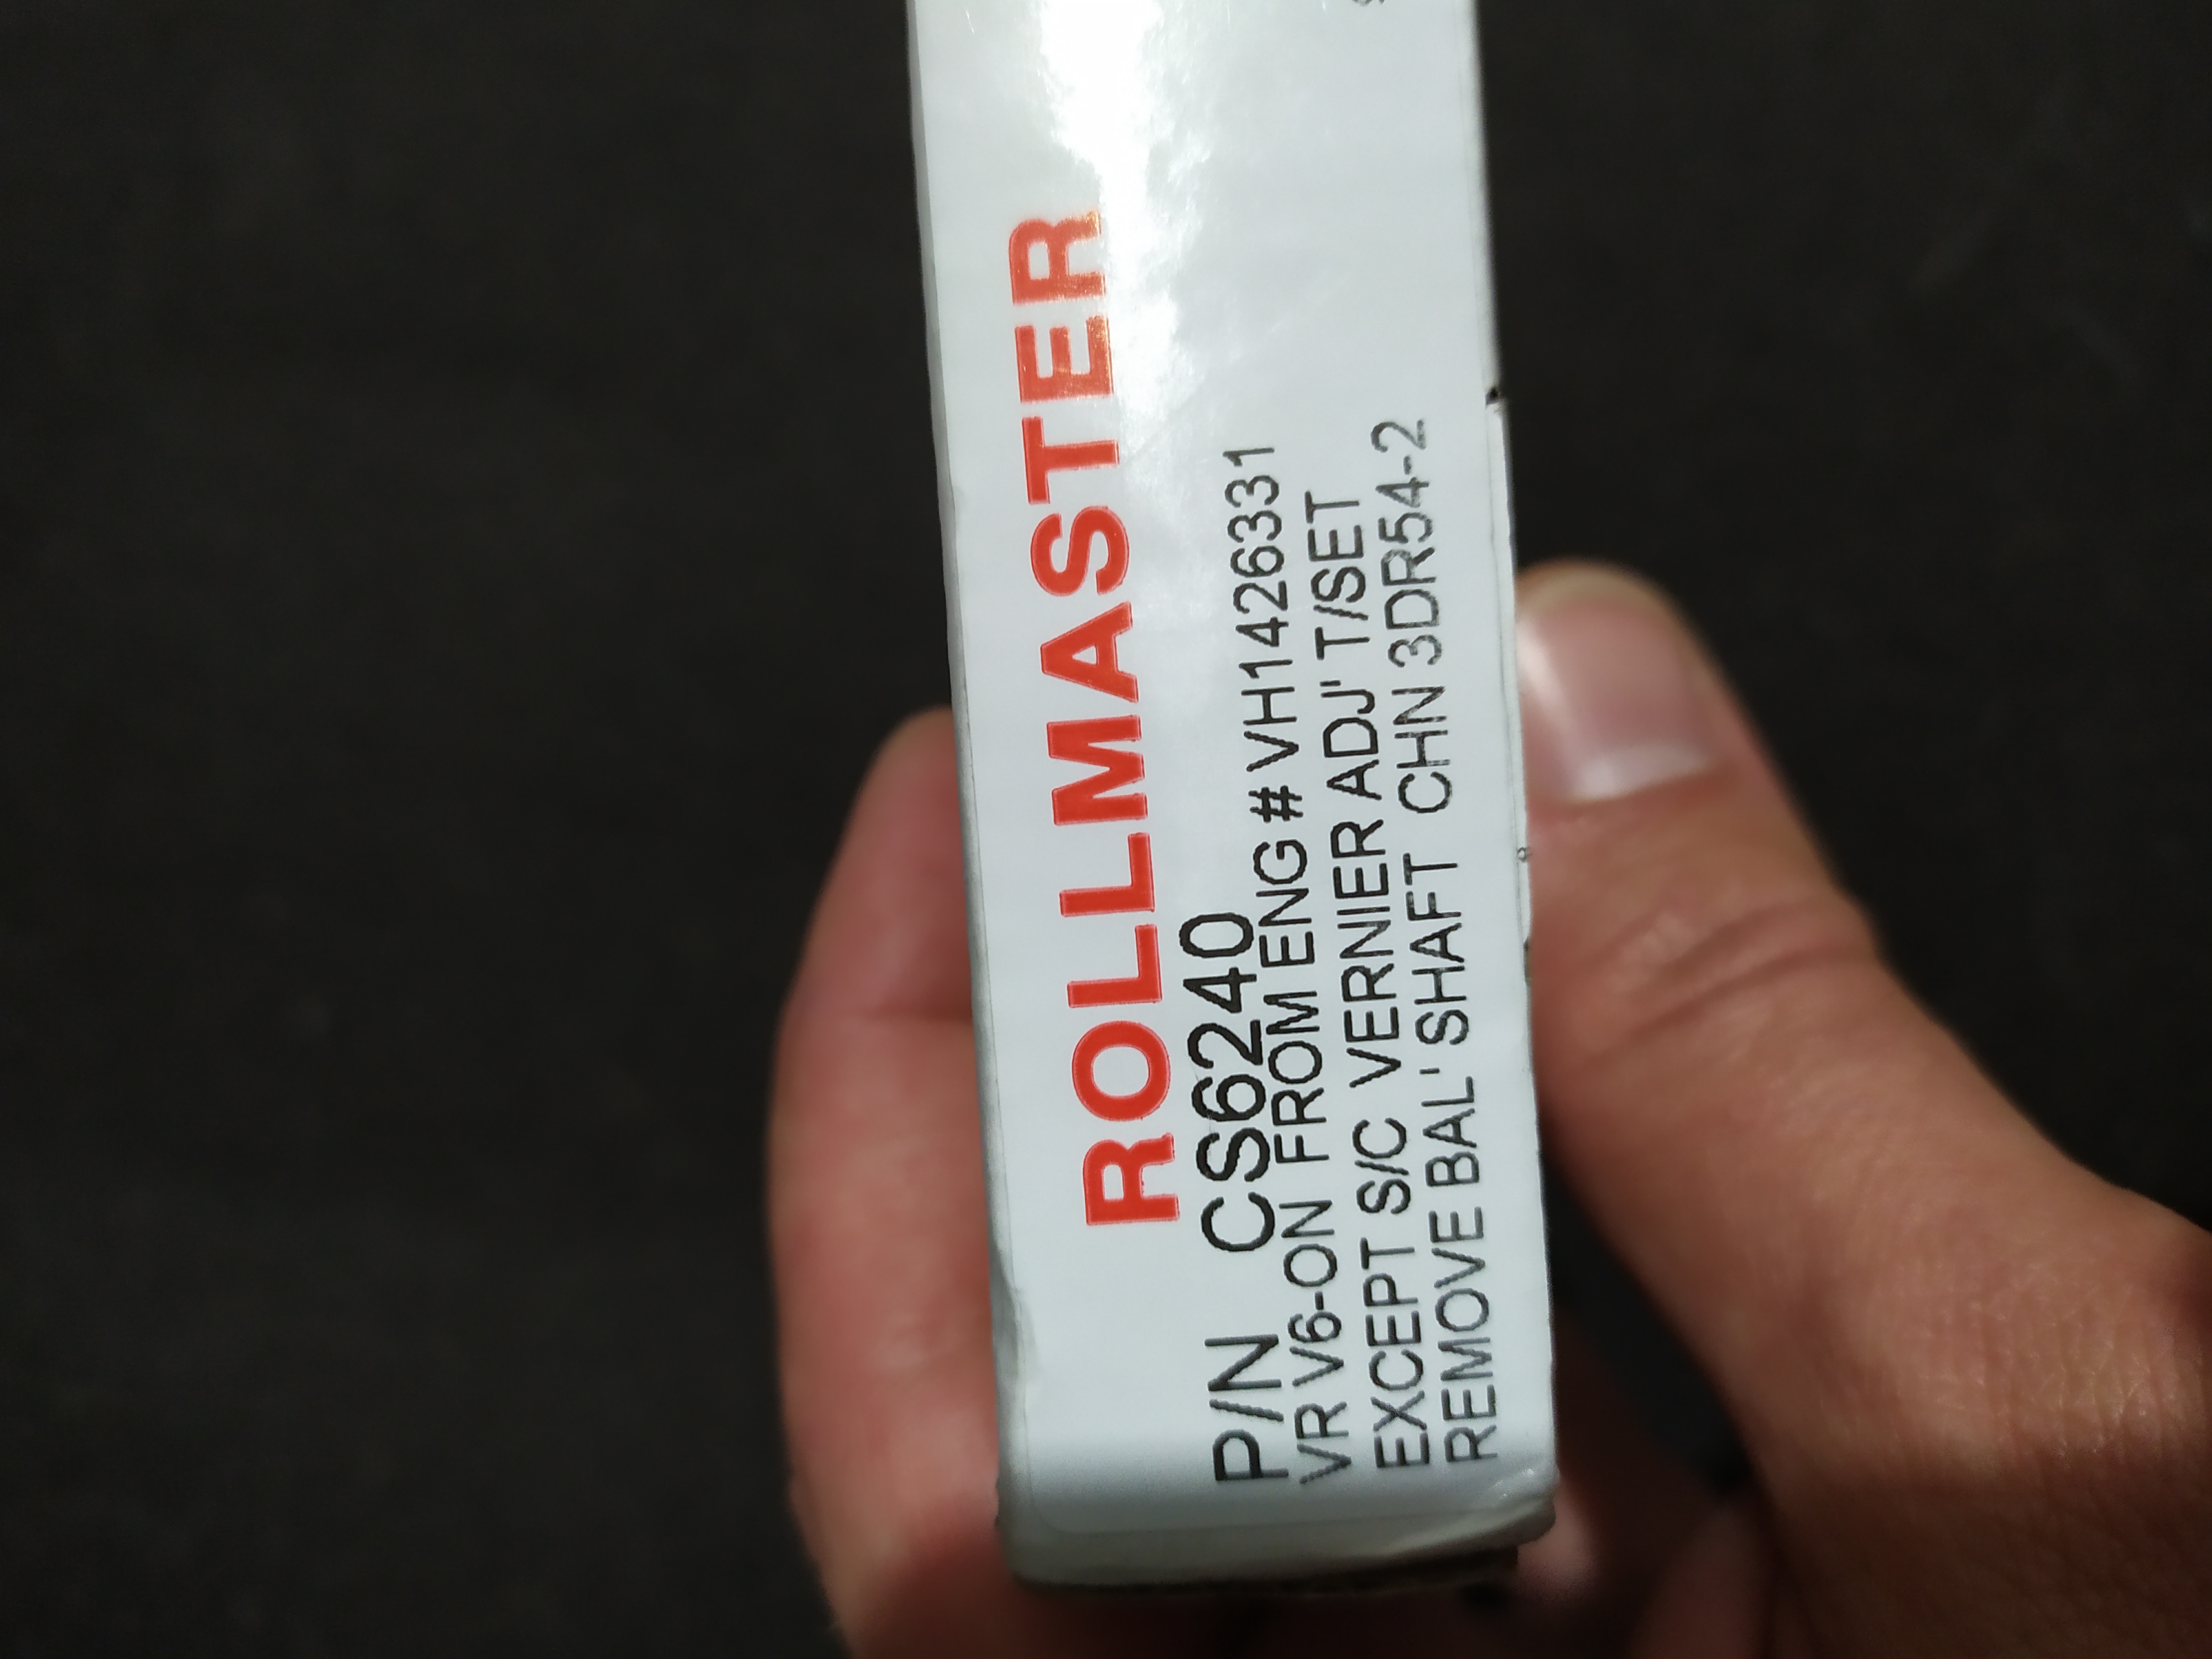 ROLLMASTER
P/N CS6240
VR V6-ON FROM ENG # VH1426331
EXCEPT S/C VERNIER ADJ' T/SET
REMOVE BAL' SHAFT CHN 3DR54-2